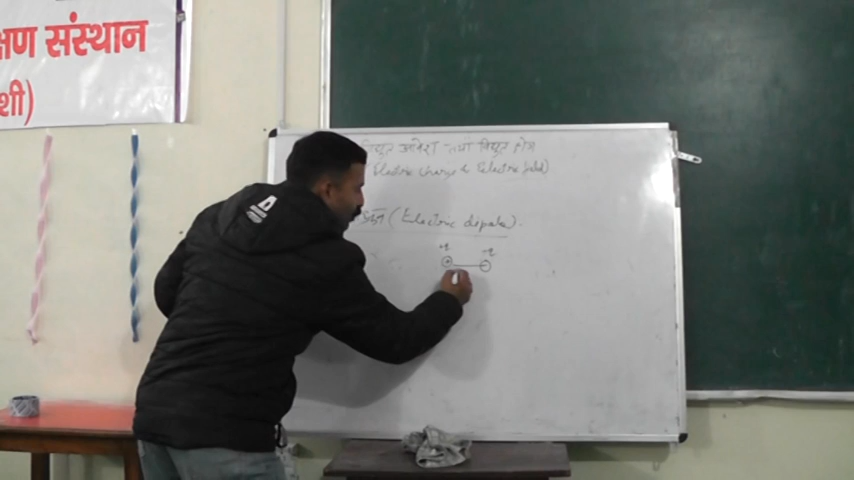 क्षण संस्थान
शी)
विद्युत आवेश तथा विद्युत क्षेत्र
Electric charge & Electric field)
(Electric dipole).
+q -q
+ -